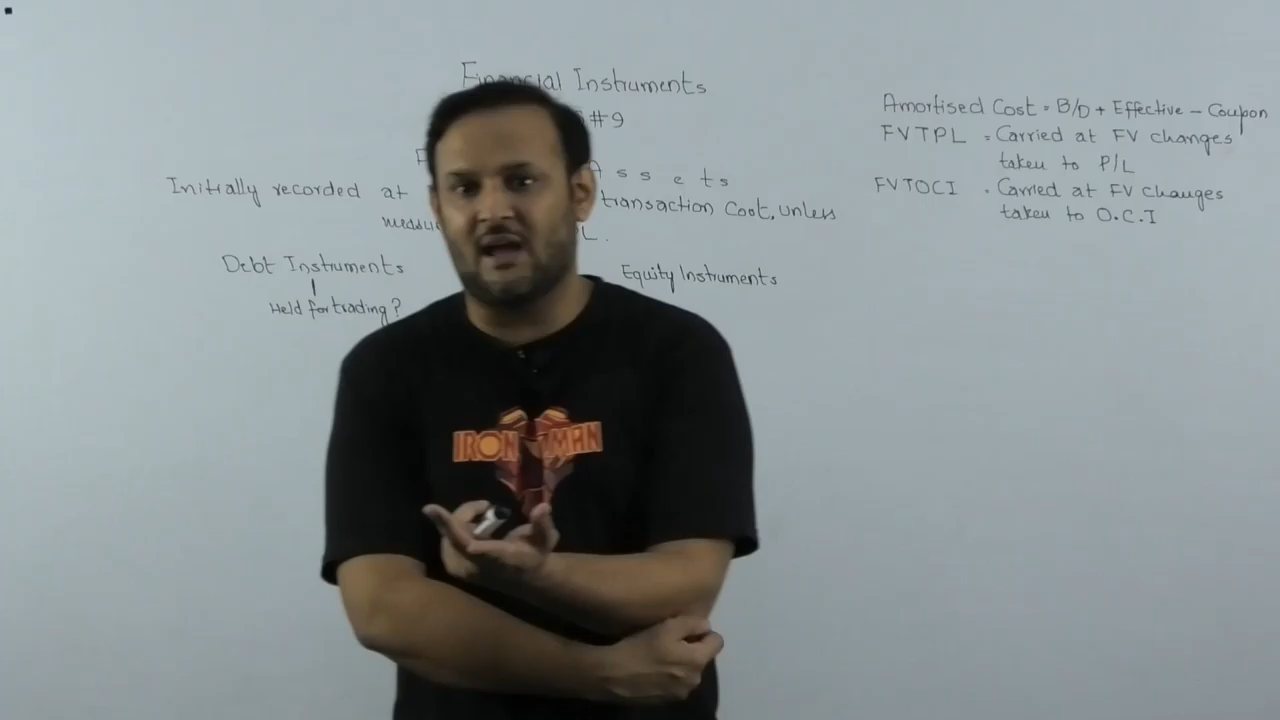 Financial Instruments
#9
Assets
Initially recorded at transaction Cost, unless
Debt Instruments
Held for trading?
Equity Instruments
Amortised Cost = B/D + Effective - Coupon
FVTPL = Carried at FV changes
taken to P/L
FVTOCI = Carried at FV changes
taken to O.C.I
IRON MAN